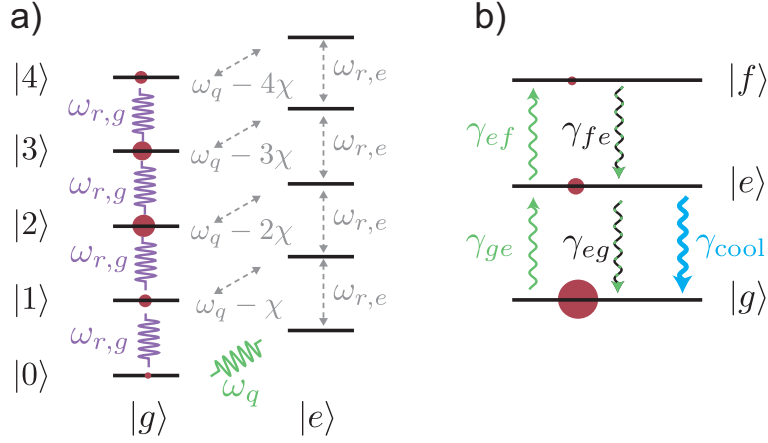 a)
b)
|4⟩
|3⟩
|2⟩
|1⟩
|0⟩
ω_{r,g}
ω_{r,g}
ω_{r,g}
ω_{r,g}
ω_q − 4χ
ω_q − 3χ
ω_q − 2χ
ω_q − χ
ω_q
ω_{r,e}
ω_{r,e}
ω_{r,e}
ω_{r,e}
|g⟩
|e⟩
|f⟩
|e⟩
|g⟩
γ_{ef}
γ_{fe}
γ_{ge}
γ_{eg}
γ_{cool}